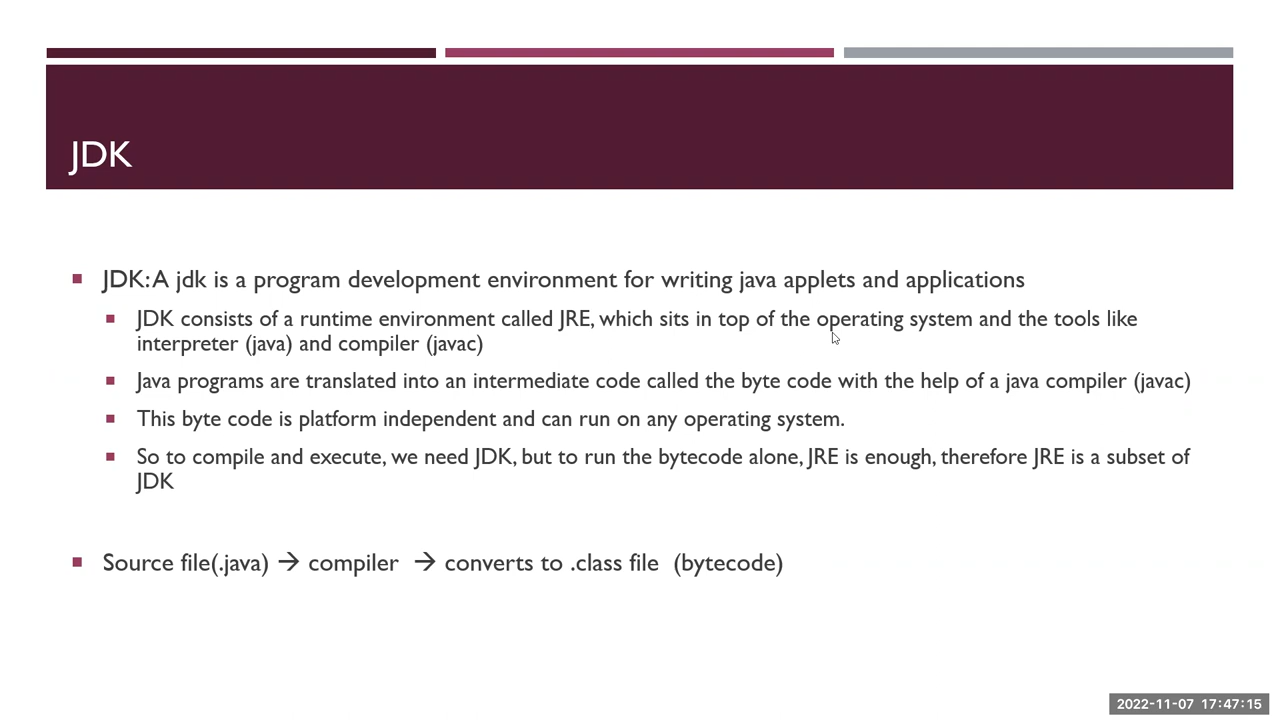 JDK
JDK: A jdk is a program development environment for writing java applets and applications
JDK consists of a runtime environment called JRE, which sits in top of the operating system and the tools like
interpreter (java) and compiler (javac)
Java programs are translated into an intermediate code called the byte code with the help of a java compiler (javac)
This byte code is platform independent and can run on any operating system.
So to compile and execute, we need JDK, but to run the bytecode alone, JRE is enough, therefore JRE is a subset of
JDK
Source file(.java) → compiler → converts to .class file (bytecode)
2022-11-07 17:47:15